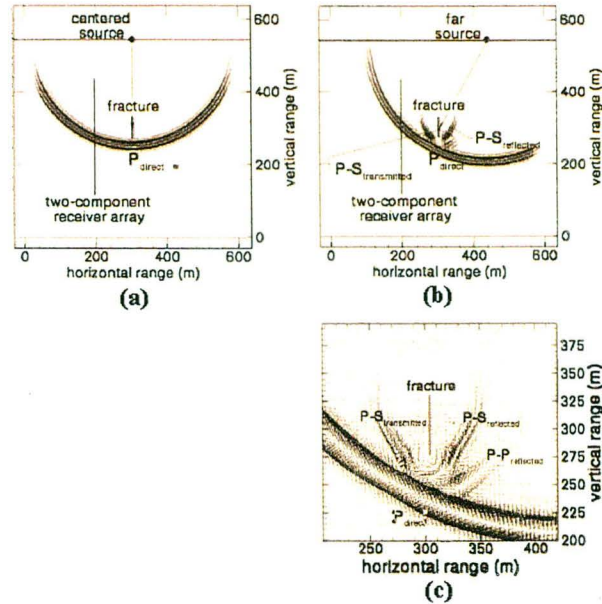 centered
source
600
400
200
0
vertical range (m)
fracture
P direct
two-component
receiver array
0 200 400 600
horizontal range (m)
(a)
far
source
600
400
200
0
vertical range (m)
fracture
P-S reflected
P direct
P-S transmitted
two-component
receiver array
0 200 400 600
horizontal range (m)
(b)
375
350
325
300
275
250
225
200
vertical range (m)
fracture
P-S transmitted
P-S reflected
P-P reflected
P direct
250 300 350 400
horizontal range (m)
(c)